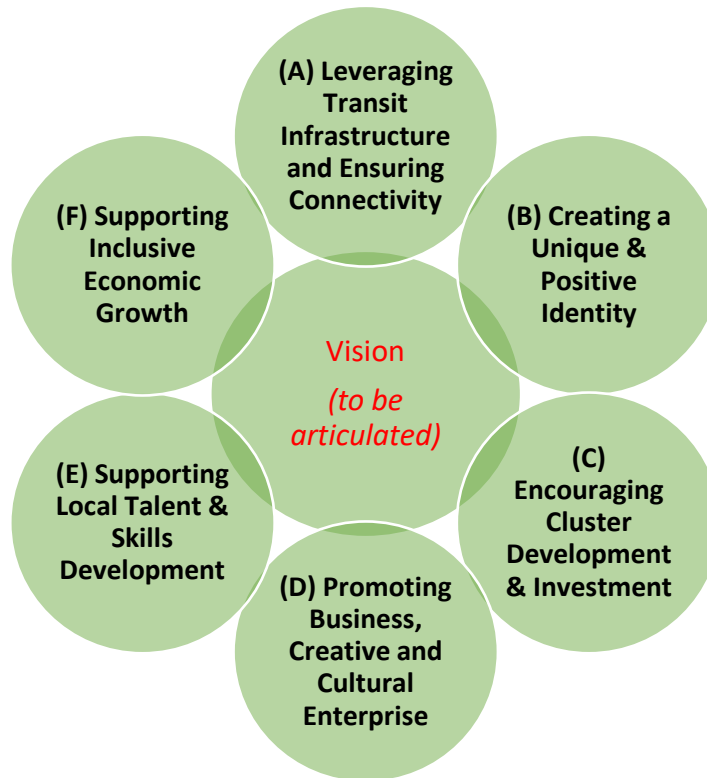 (A) Leveraging
Transit
Infrastructure
and Ensuring
Connectivity
(B) Creating a
Unique &
Positive
Identity
(C)
Encouraging
Cluster
Development
& Investment
(D) Promoting
Business,
Creative and
Cultural
Enterprise
(E) Supporting
Local Talent &
Skills
Development
(F) Supporting
Inclusive
Economic
Growth
Vision
(to be
articulated)